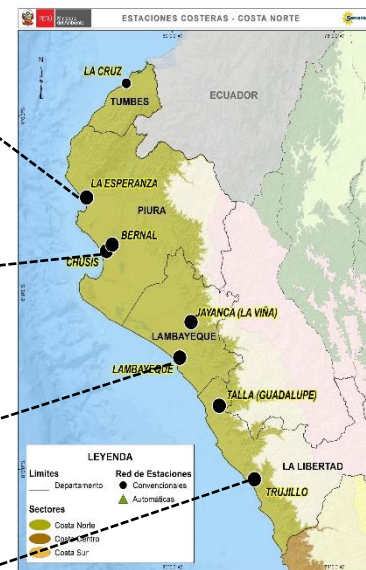 PERÚ
Ministerio del Ambiente
ESTACIONES COSTERAS - COSTA NORTE
LA CRUZ
TUMBES
ECUADOR
LA ESPERANZA
PIURA
BERNAL
CHUSIS
JAYANCA (LA VIÑA)
LAMBAYEQUE
LAMBAYEQUE
TALLA (GUADALUPE)
LA LIBERTAD
TRUJILLO
LEYENDA
Límites
Departamento
Red de Estaciones
Convencionales
Automáticas
Sectores
Costa Norte
Costa Centro
Costa Sur